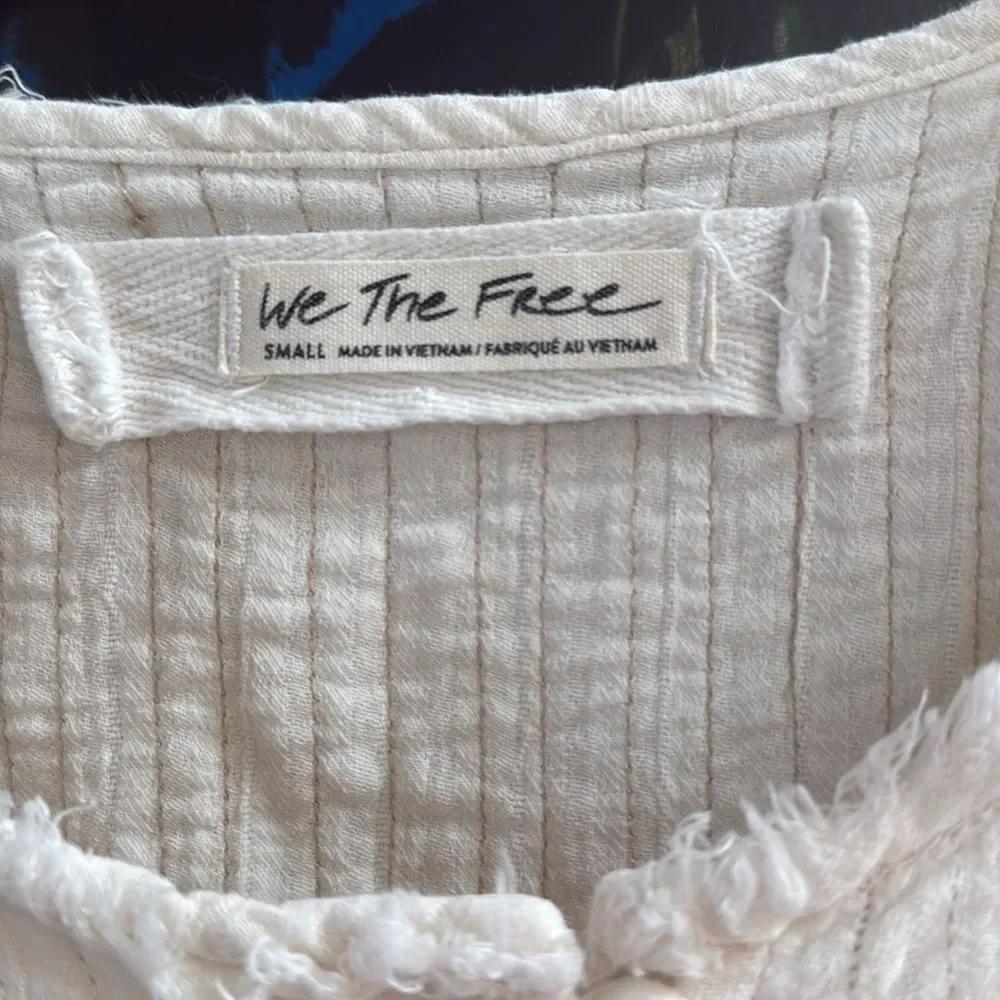 We The Free
SMALL MADE IN VIETNAM / FABRIQUÉ AU VIETNAM